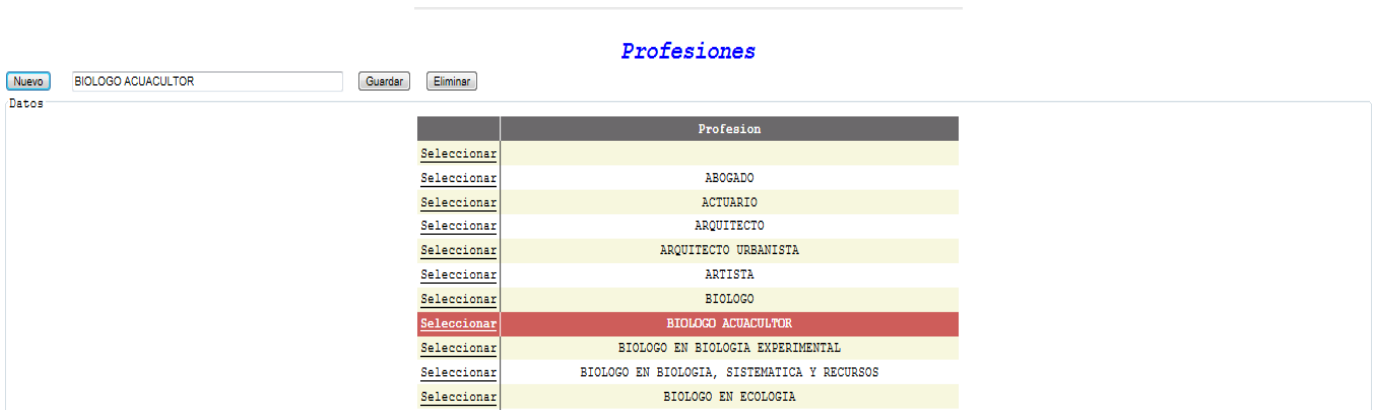 Profesiones
Nuevo BIOLOGO ACUACULTOR Guardar Eliminar
Datos
Profesion
Seleccionar
Seleccionar ABOGADO
Seleccionar ACTUARIO
Seleccionar ARQUITECTO
Seleccionar ARQUITECTO URBANISTA
Seleccionar ARTISTA
Seleccionar BIOLOGO
Seleccionar BIOLOGO ACUACULTOR
Seleccionar BIOLOGO EN BIOLOGIA EXPERIMENTAL
Seleccionar BIOLOGO EN BIOLOGIA, SISTEMATICA Y RECURSOS
Seleccionar BIOLOGO EN ECOLOGIA